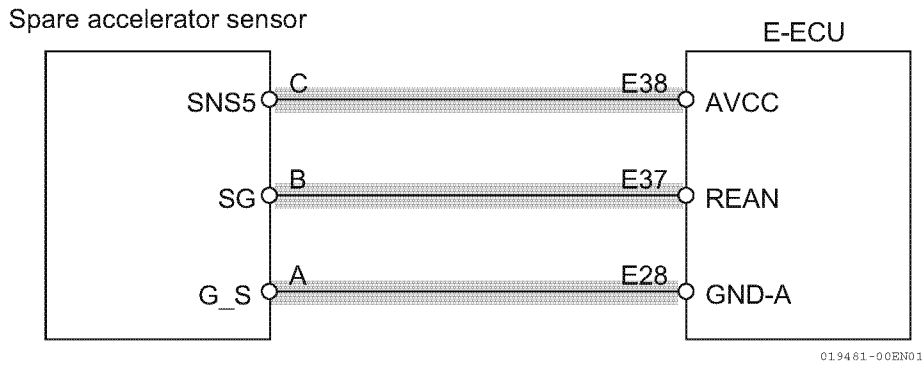 Spare accelerator sensor
E-ECU
SNS5 C E38 AVCC
SG B E37 REAN
G_S A E28 GND-A
019481-00EN01